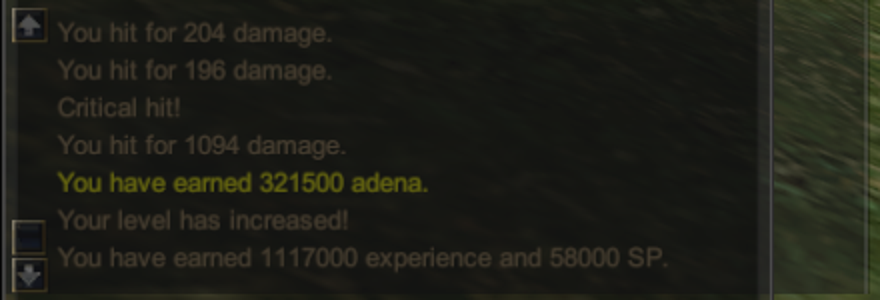 You hit for 204 damage.
You hit for 196 damage.
Critical hit!
You hit for 1094 damage.
You have earned 321500 adena.
Your level has increased!
You have earned 1117000 experience and 58000 SP.